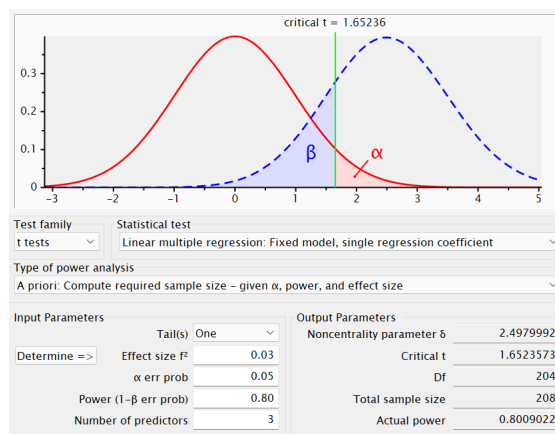 critical t = 1.65236
0.3
0.2
0.1
0
β
α
-3 -2 -1 0 1 2 3 4 5
Test family Statistical test
t tests Linear multiple regression: Fixed model, single regression coefficient
Type of power analysis
A priori: Compute required sample size – given α, power, and effect size
Input Parameters Output Parameters
Tail(s) One Noncentrality parameter δ 2.4979992
Determine => Effect size f² 0.03 Critical t 1.6523573
α err prob 0.05 Df 204
Power (1-β err prob) 0.80 Total sample size 208
Number of predictors 3 Actual power 0.8009022